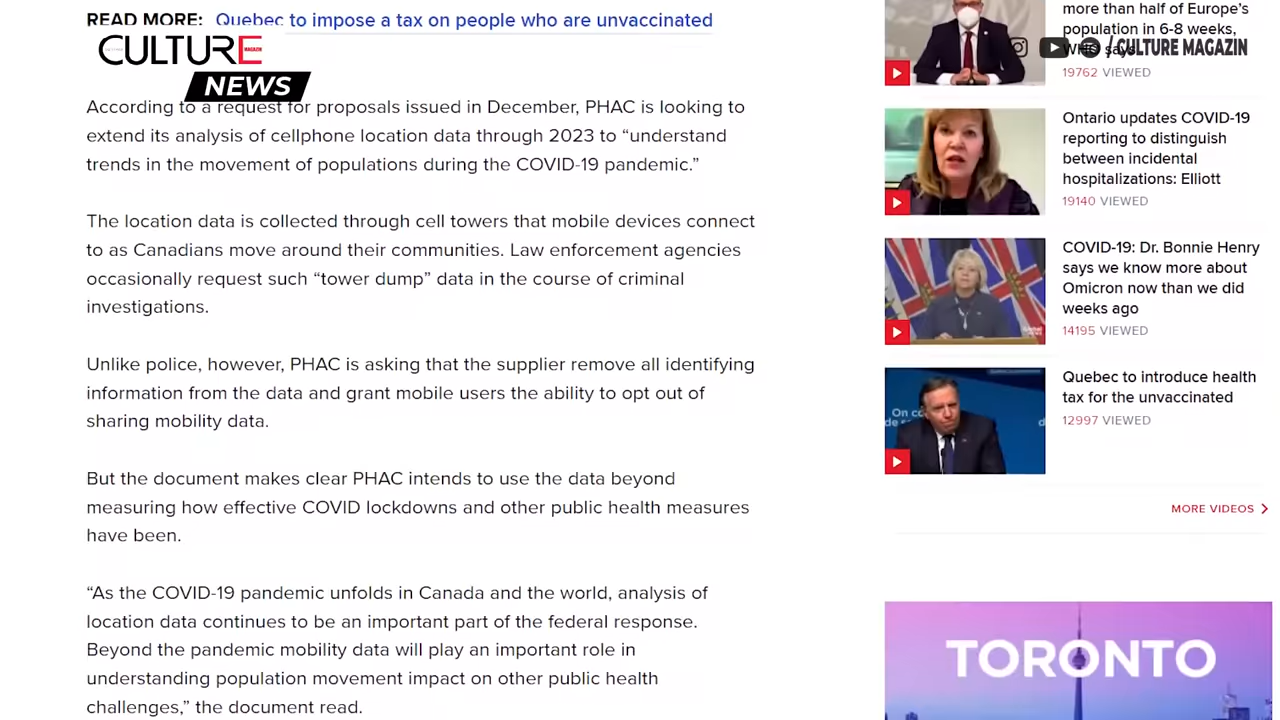 READ MORE: Quebec to impose a tax on people who are unvaccinated
CULTURE
MAGAZIN
NEWS
According to a request for proposals issued in December, PHAC is looking to
extend its analysis of cellphone location data through 2023 to “understand
trends in the movement of populations during the COVID-19 pandemic.”
The location data is collected through cell towers that mobile devices connect
to as Canadians move around their communities. Law enforcement agencies
occasionally request such “tower dump” data in the course of criminal
investigations.
Unlike police, however, PHAC is asking that the supplier remove all identifying
information from the data and grant mobile users the ability to opt out of
sharing mobility data.
But the document makes clear PHAC intends to use the data beyond
measuring how effective COVID lockdowns and other public health measures
have been.
“As the COVID-19 pandemic unfolds in Canada and the world, analysis of
location data continues to be an important part of the federal response.
Beyond the pandemic mobility data will play an important role in
understanding population movement impact on other public health
challenges,” the document read.
more than half of Europe’s
population in 6-8 weeks,
WHO says
/ CULTURE MAGAZIN
19762 VIEWED
Ontario updates COVID-19
reporting to distinguish
between incidental
hospitalizations: Elliott
19140 VIEWED
COVID-19: Dr. Bonnie Henry
says we know more about
Omicron now than we did
weeks ago
14195 VIEWED
Quebec to introduce health
tax for the unvaccinated
12997 VIEWED
MORE VIDEOS
TORONTO